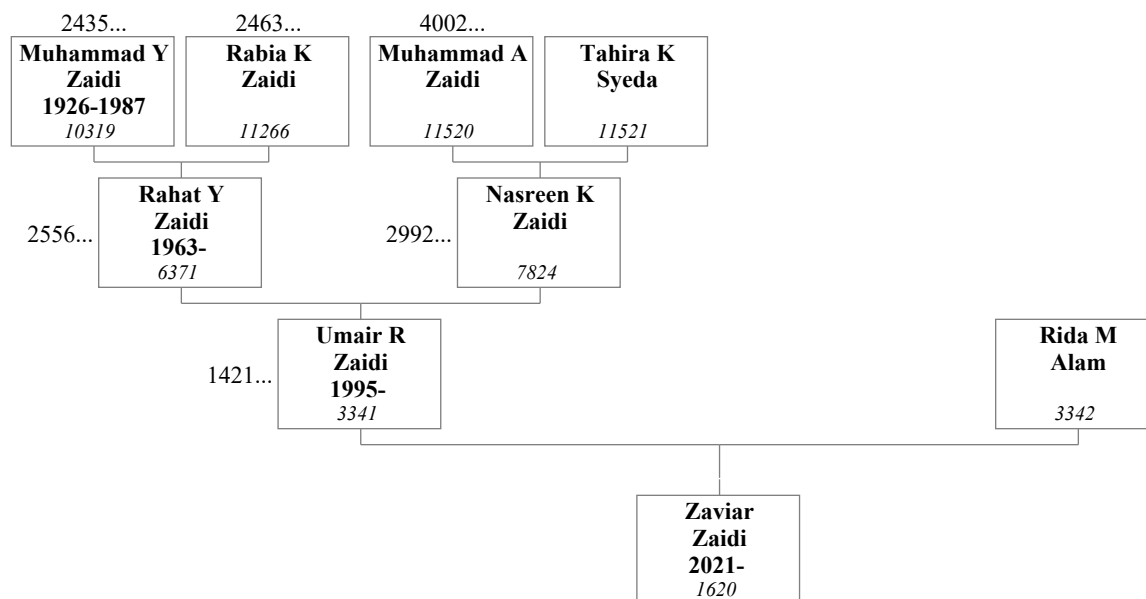 2435...
Muhammad Y
Zaidi
1926-1987
10319
2463...
Rabia K
Zaidi
11266
4002...
Muhammad A
Zaidi
11520
Tahira K
Syeda
11521
2556...
Rahat Y
Zaidi
1963-
6371
2992...
Nasreen K
Zaidi
7824
1421...
Umair R
Zaidi
1995-
3341
Rida M
Alam
3342
Zaviar
Zaidi
2021-
1620